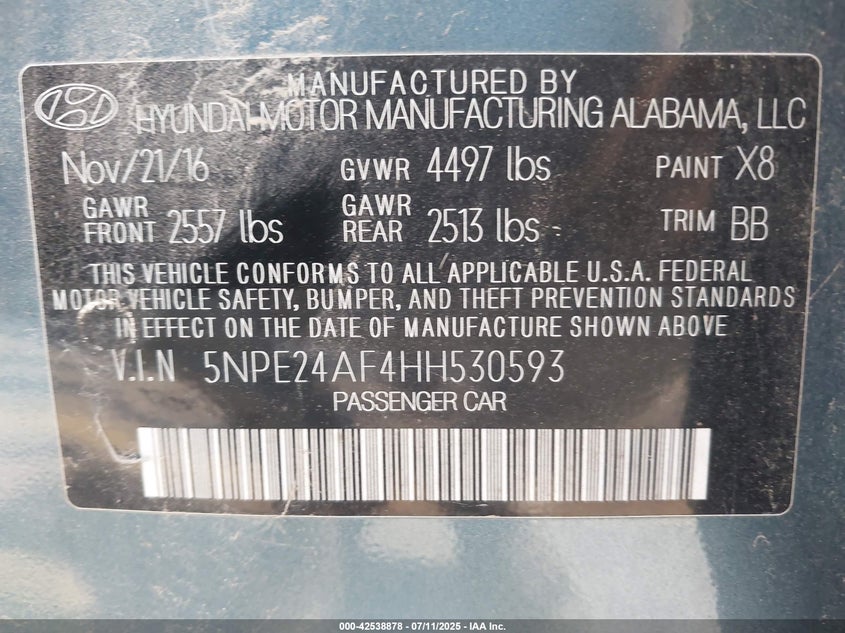 MANUFACTURED BY
HYUNDAI MOTOR MANUFACTURING ALABAMA, LLC
Nov/21/16 GVWR 4497 lbs PAINT X8
GAWR FRONT 2557 lbs GAWR REAR 2513 lbs TRIM BB
THIS VEHICLE CONFORMS TO ALL APPLICABLE U.S.A. FEDERAL
MOTOR VEHICLE SAFETY, BUMPER, AND THEFT PREVENTION STANDARDS
IN EFFECT ON THE DATE OF MANUFACTURE SHOWN ABOVE
V.I.N 5NPE24AF4HH530593
PASSENGER CAR
000-42538878 - 07/11/2025 - IAA Inc.